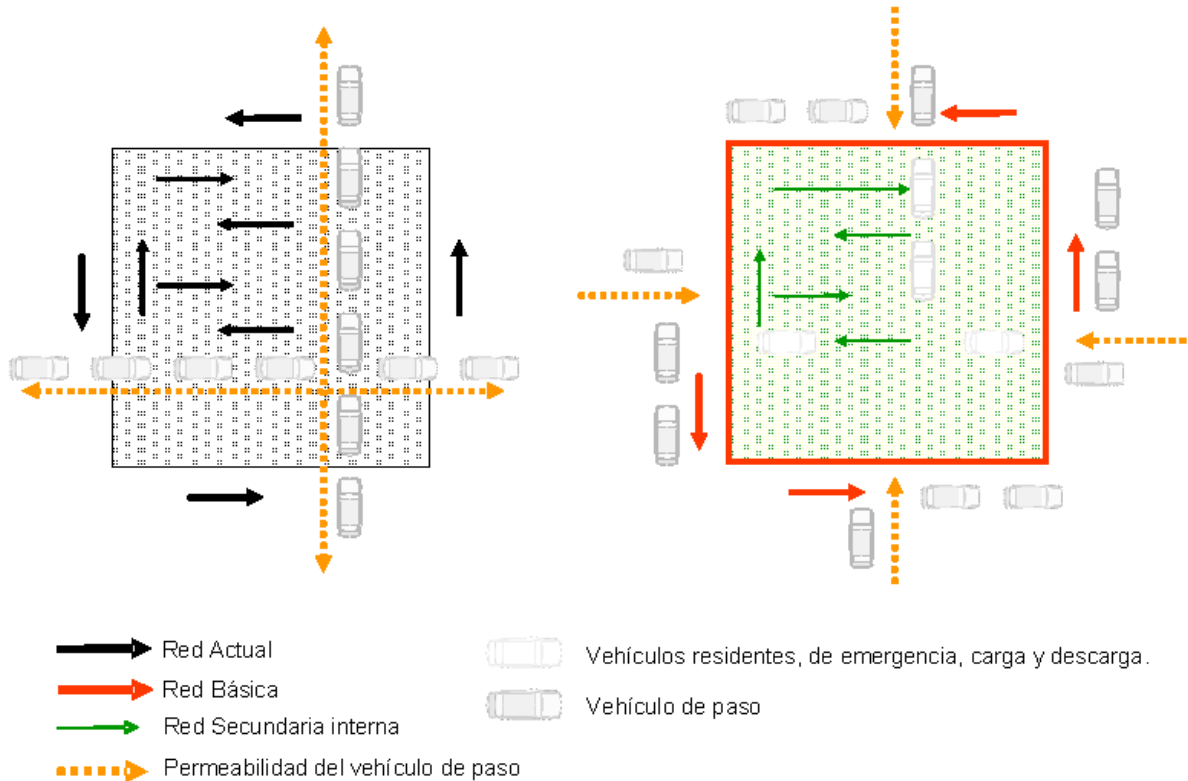 Red Actual
Red Básica
Red Secundaria interna
Permeabilidad del vehículo de paso
Vehículos residentes, de emergencia, carga y descarga.
Vehículo de paso